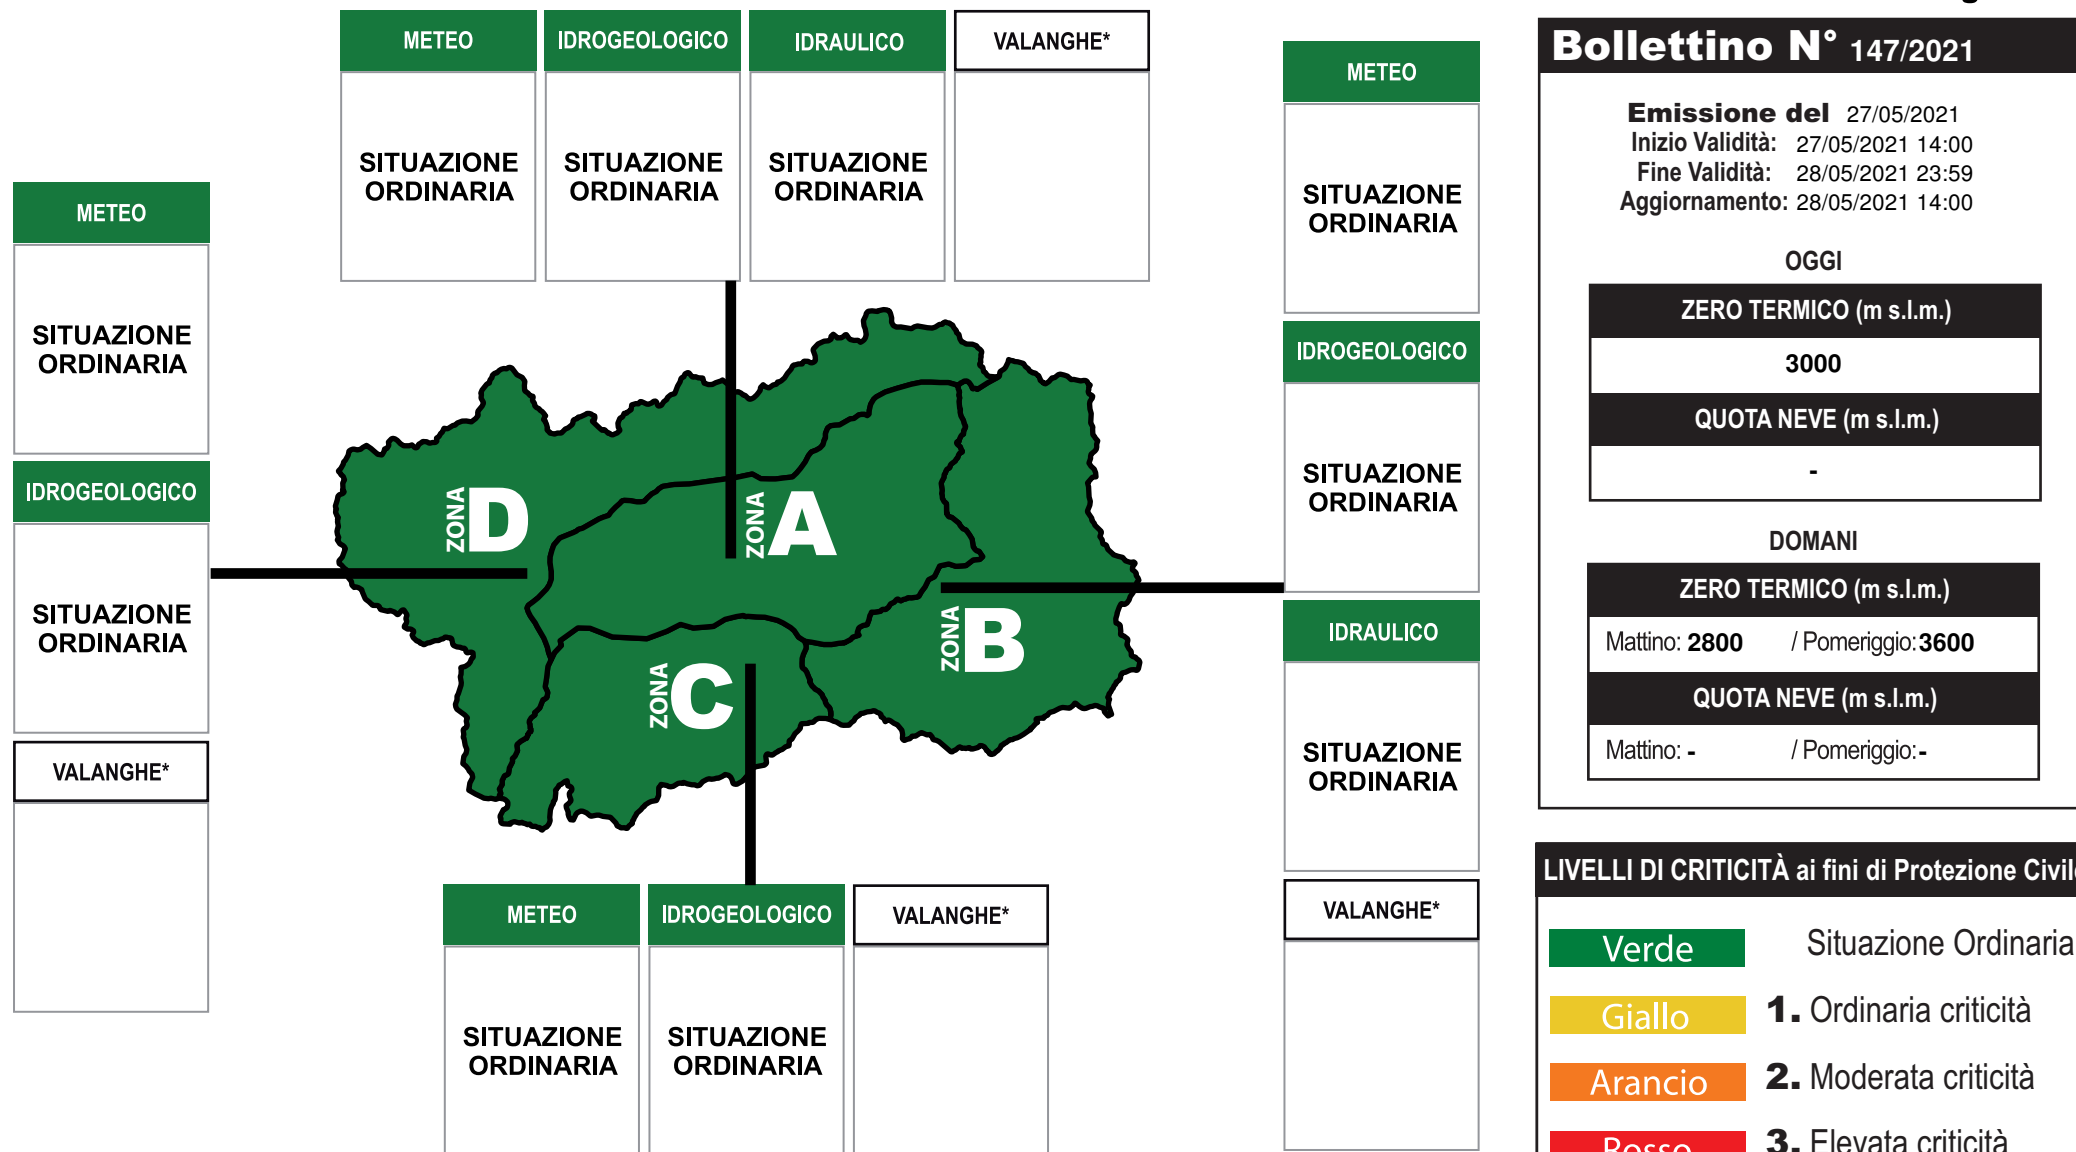 METEO
IDROGEOLOGICO
IDRAULICO
VALANGHE*
SITUAZIONE
ORDINARIA
SITUAZIONE
ORDINARIA
SITUAZIONE
ORDINARIA
METEO
SITUAZIONE
ORDINARIA
IDROGEOLOGICO
SITUAZIONE
ORDINARIA
VALANGHE*
ZONA D
ZONA A
ZONA B
ZONA C
METEO
SITUAZIONE
ORDINARIA
IDROGEOLOGICO
SITUAZIONE
ORDINARIA
IDRAULICO
SITUAZIONE
ORDINARIA
VALANGHE*
METEO
IDROGEOLOGICO
VALANGHE*
SITUAZIONE
ORDINARIA
SITUAZIONE
ORDINARIA
Bollettino N° 147/2021
Emissione del 27/05/2021
Inizio Validità: 27/05/2021 14:00
Fine Validità: 28/05/2021 23:59
Aggiornamento: 28/05/2021 14:00
OGGI
ZERO TERMICO (m s.l.m.)
3000
QUOTA NEVE (m s.l.m.)
-
DOMANI
ZERO TERMICO (m s.l.m.)
Mattino: 2800 / Pomeriggio: 3600
QUOTA NEVE (m s.l.m.)
Mattino: - / Pomeriggio: -
LIVELLI DI CRITICITÀ ai fini di Protezione Civile
Verde Situazione Ordinaria
Giallo 1. Ordinaria criticità
Arancio 2. Moderata criticità
Rosso 3. Elevata criticità